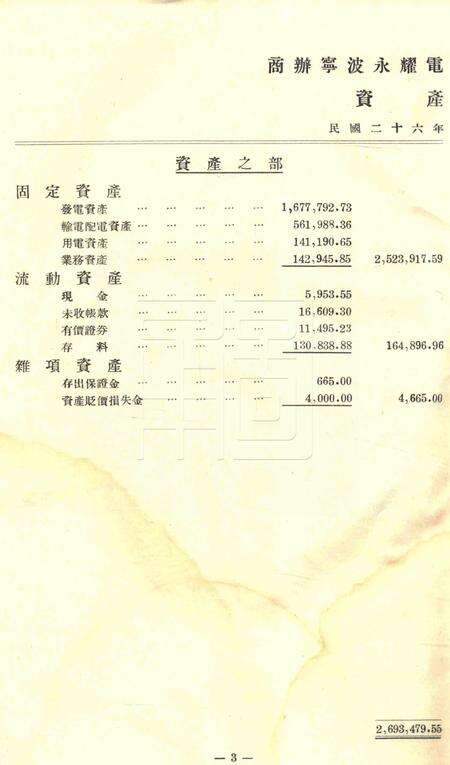 商辦寧波永耀電
資產
民國二十六年
資產之部
固定資產
發電資產 … … … … … 1,677,792.73
輸電配電資產 … … … … … 561,988.36
用電資產 … … … … … 141,190.65
業務資產 … … … … … 142,945.85 2,523,917.59
流動資產
現金 … … … … … 5,953.55
未收帳款 … … … … … 16,609.30
有價證券 … … … … … 11,495.23
存料 … … … … … 130,838.88 164,896.96
雜項資產
存出保證金 … … … … … 665.00
資產貶價損失金 … … … … 4,000.00 4,665.00
2,693,479.55
— 3 —